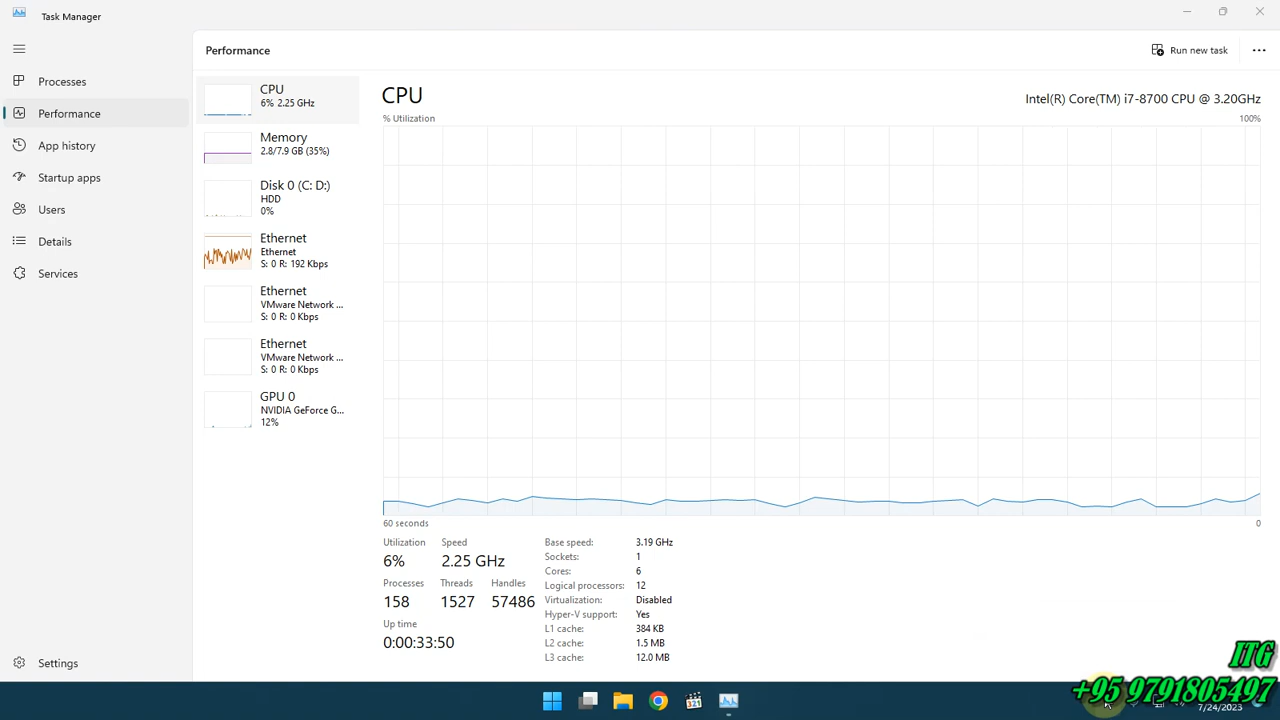 Task Manager
Performance
Run new task
Processes
Performance
App history
Startup apps
Users
Details
Services
Settings
CPU
6% 2.25 GHz
Memory
2.8/7.9 GB (35%)
Disk 0 (C: D:)
HDD
0%
Ethernet
Ethernet
S: 0 R: 192 Kbps
Ethernet
VMware Network ...
S: 0 R: 0 Kbps
Ethernet
VMware Network ...
S: 0 R: 0 Kbps
GPU 0
NVIDIA GeForce G...
12%
CPU
Intel(R) Core(TM) i7-8700 CPU @ 3.20GHz
% Utilization
100%
60 seconds
0
Utilization
Speed
6%
2.25 GHz
Processes
Threads
Handles
158
1527
57486
Up time
0:00:33:50
Base speed:
3.19 GHz
Sockets:
1
Cores:
6
Logical processors:
12
Virtualization:
Disabled
Hyper-V support:
Yes
L1 cache:
384 KB
L2 cache:
1.5 MB
L3 cache:
12.0 MB
321
ITG
+95 9791805497
7/24/2023